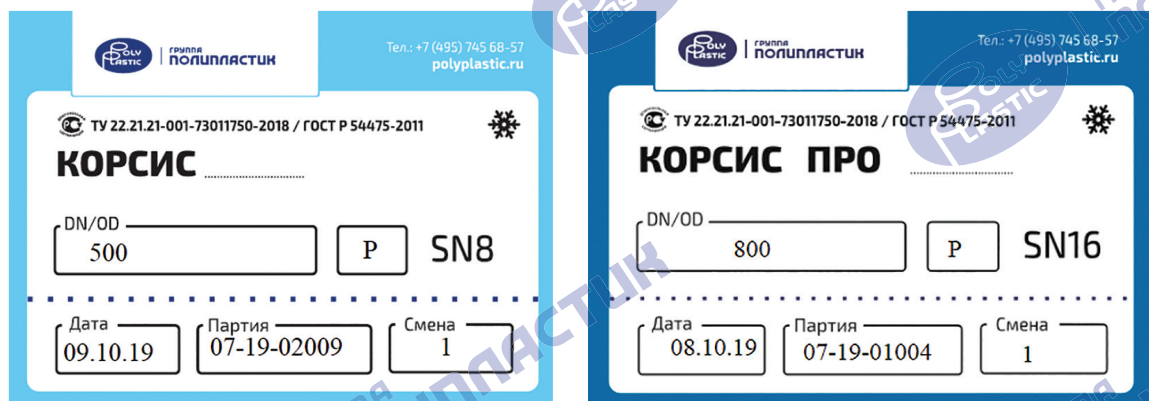 POLY PLASTIC
ГРУППА
ПОЛИПЛАСТИК
Тел.: +7 (495) 745 68-57
polyplastic.ru
ТУ 22.21.21-001-73011750-2018 / ГОСТ Р 54475-2011
КОРСИС
DN/OD
500
P
SN8
Дата
09.10.19
Партия
07-19-02009
Смена
1
POLY PLASTIC
ГРУППА
ПОЛИПЛАСТИК
Тел.: +7 (495) 745 68-57
polyplastic.ru
ТУ 22.21.21-001-73011750-2018 / ГОСТ Р 54475-2011
КОРСИС ПРО
DN/OD
800
P
SN16
Дата
08.10.19
Партия
07-19-01004
Смена
1
POLY PLASTIC